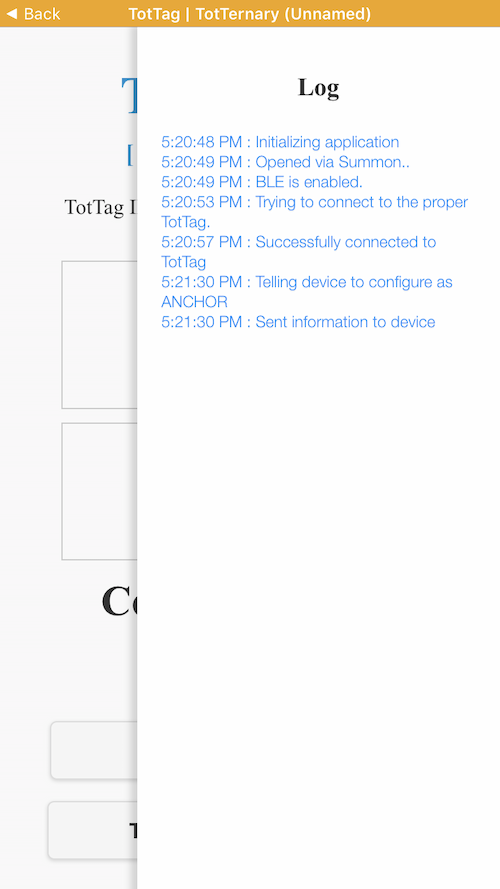 ◀ Back TotTag | TotTernary (Unnamed)
Log
5:20:48 PM : Initializing application
5:20:49 PM : Opened via Summon..
5:20:49 PM : BLE is enabled.
5:20:53 PM : Trying to connect to the proper
TotTag.
5:20:57 PM : Successfully connected to
TotTag
5:21:30 PM : Telling device to configure as
ANCHOR
5:21:30 PM : Sent information to device
TotTag